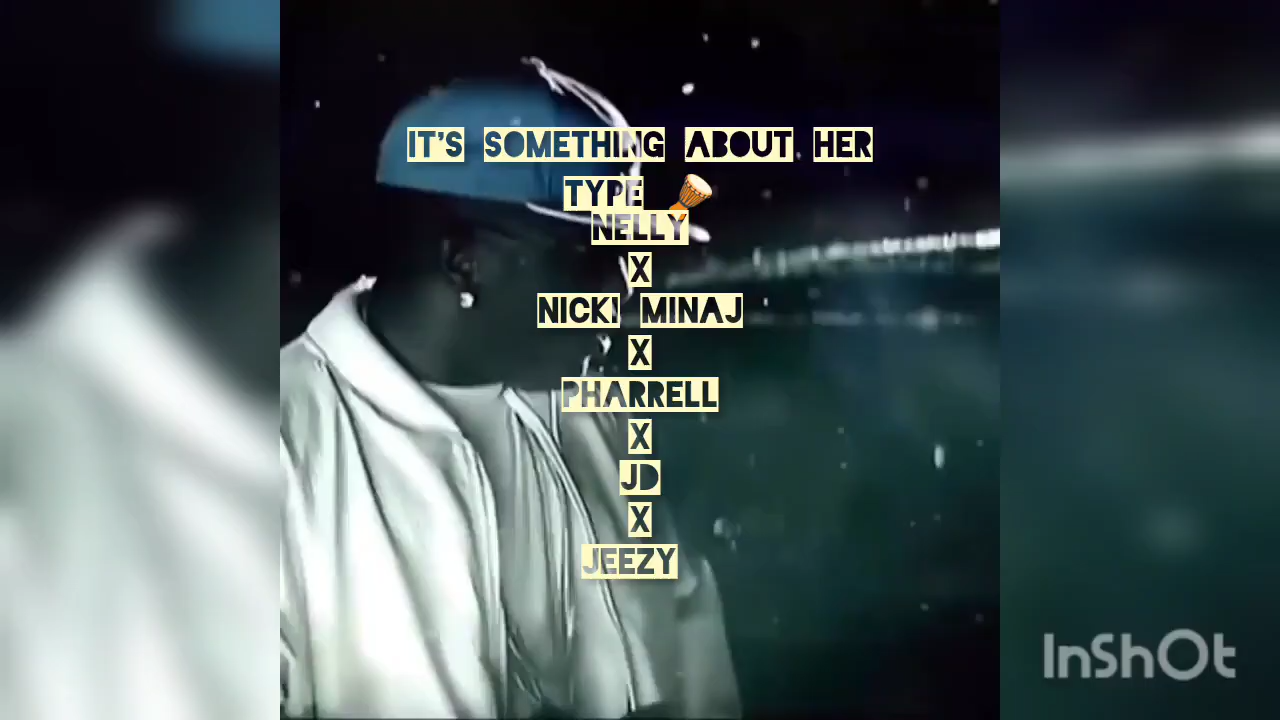 IT'S SOMETHING ABOUT HER
TYPE 🪘
NELLY
X
NICKI MINAJ
X
PHARRELL
X
JD
X
JEEZY
InShOt